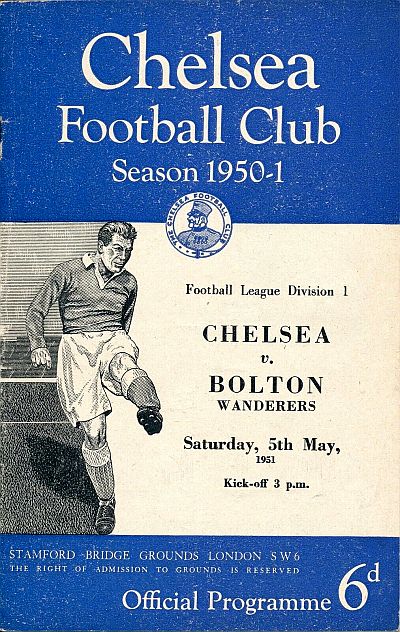 Chelsea
Football Club
Season 1950-1
THE CHELSEA FOOTBALL CLUB
Football League Division 1
CHELSEA
v.
BOLTON
WANDERERS
Saturday, 5th May,
1951
Kick-off 3 p.m.
STAMFORD BRIDGE GROUNDS LONDON SW6
THE RIGHT OF ADMISSION TO GROUNDS IS RESERVED
Official Programme 6d